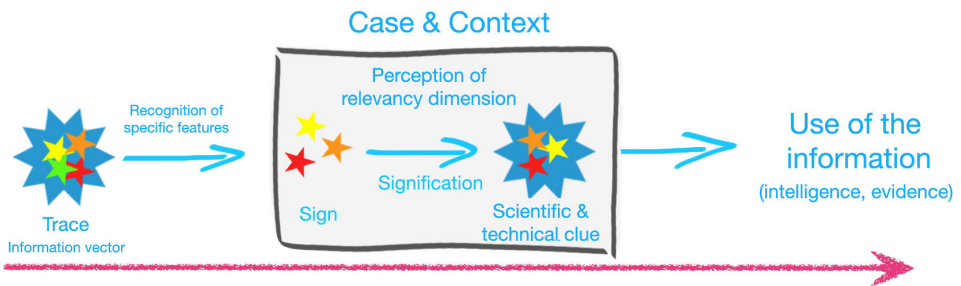 Case & Context
Recognition of
specific features
Perception of
relevancy dimension
Signification
Trace
Information vector
Sign
Scientific &
technical clue
Use of the
information
(intelligence, evidence)